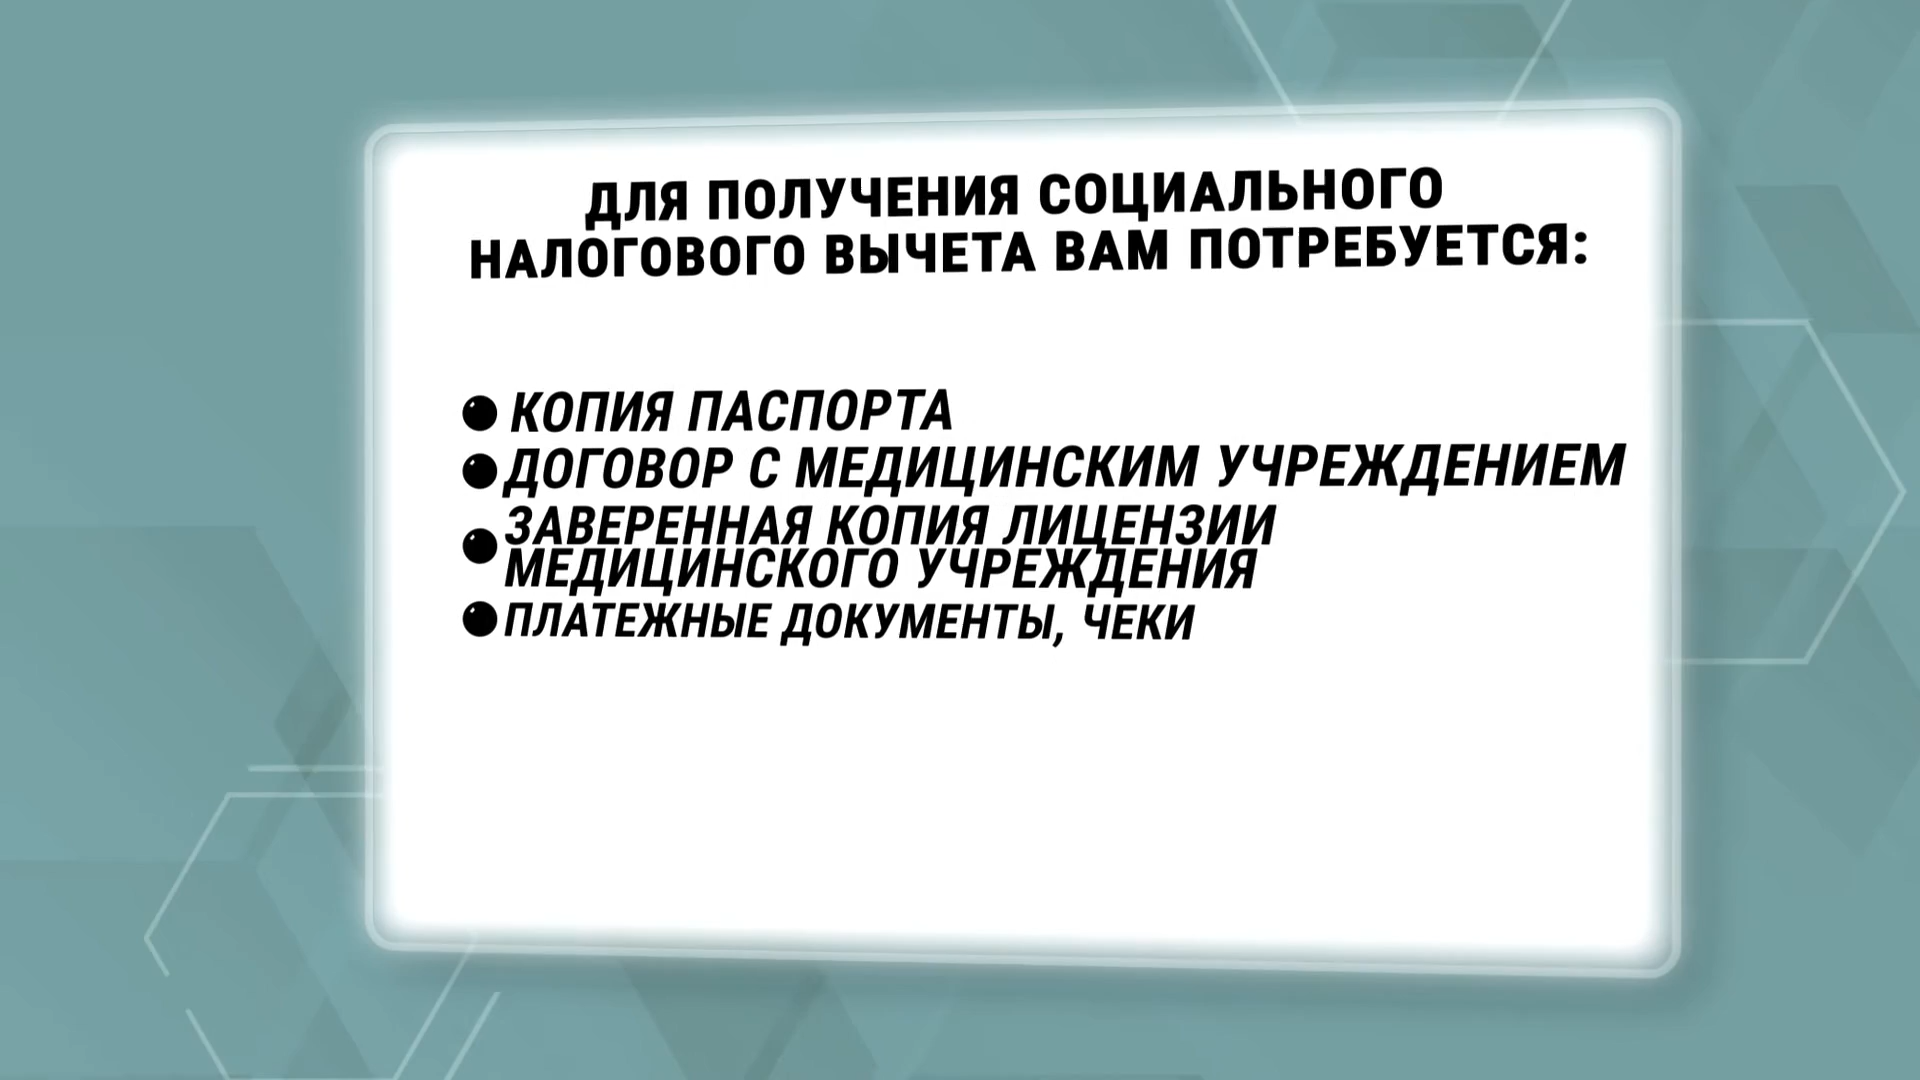 ДЛЯ ПОЛУЧЕНИЯ СОЦИАЛЬНОГО
НАЛОГОВОГО ВЫЧЕТА ВАМ ПОТРЕБУЕТСЯ:
КОПИЯ ПАСПОРТА
ДОГОВОР С МЕДИЦИНСКИМ УЧРЕЖДЕНИЕМ
ЗАВЕРЕННАЯ КОПИЯ ЛИЦЕНЗИИ
МЕДИЦИНСКОГО УЧРЕЖДЕНИЯ
ПЛАТЕЖНЫЕ ДОКУМЕНТЫ, ЧЕКИ